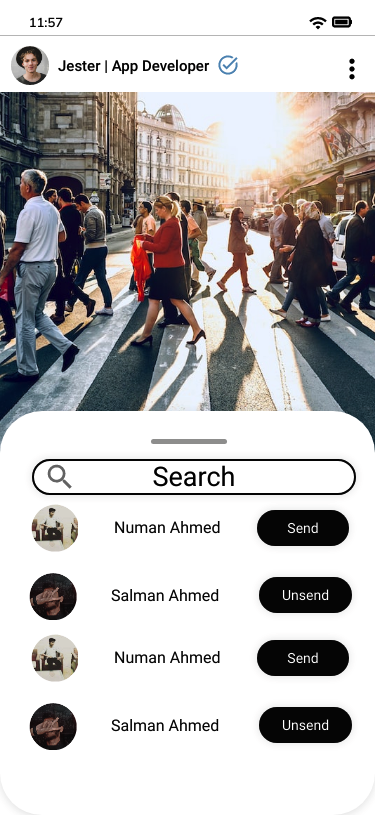 11:57
Jester | App Developer
Search
Numan Ahmed
Send
Salman Ahmed
Unsend
Numan Ahmed
Send
Salman Ahmed
Unsend